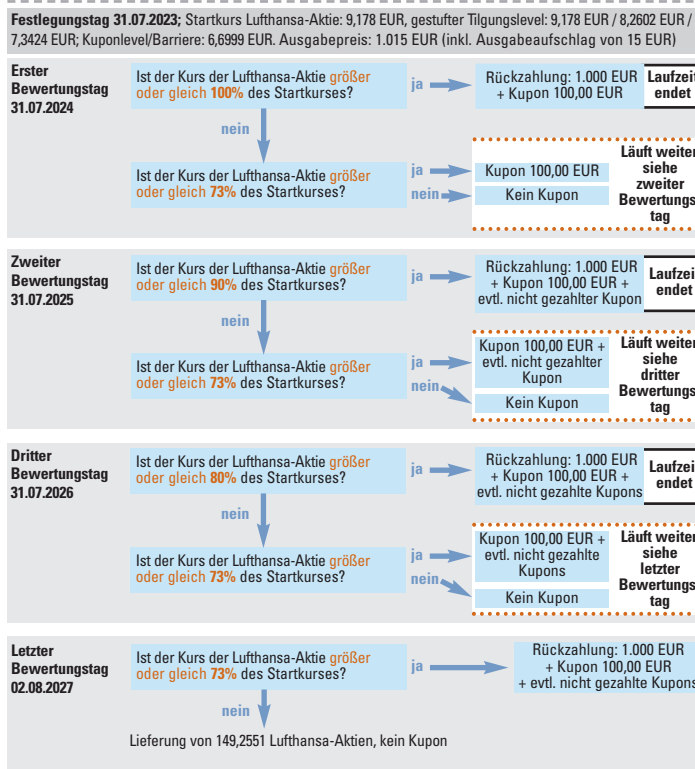 Festlegungstag 31.07.2023; Startkurs Lufthansa-Aktie: 9,178 EUR, gestufter Tilgungslevel: 9,178 EUR / 8,2602 EUR /
7,3424 EUR; Kuponlevel/Barriere: 6,6999 EUR. Ausgabepreis: 1.015 EUR (inkl. Ausgabeaufschlag von 15 EUR)
Erster
Bewertungstag
31.07.2024
Ist der Kurs der Lufthansa-Aktie größer
oder gleich 100% des Startkurses?
ja
Rückzahlung: 1.000 EUR
+ Kupon 100,00 EUR
Laufzeit
endet
nein
Ist der Kurs der Lufthansa-Aktie größer
oder gleich 73% des Startkurses?
ja
Kupon 100,00 EUR
nein
Kein Kupon
Läuft weiter
siehe
zweiter
Bewertungs
tag
Zweiter
Bewertungstag
31.07.2025
Ist der Kurs der Lufthansa-Aktie größer
oder gleich 90% des Startkurses?
ja
Rückzahlung: 1.000 EUR
+ Kupon 100,00 EUR +
evtl. nicht gezahlter Kupon
Laufzei
endet
nein
Ist der Kurs der Lufthansa-Aktie größer
oder gleich 73% des Startkurses?
ja
Kupon 100,00 EUR +
evtl. nicht gezahlter
Kupon
nein
Kein Kupon
Läuft weiter
siehe
dritter
Bewertungs
tag
Dritter
Bewertungstag
31.07.2026
Ist der Kurs der Lufthansa-Aktie größer
oder gleich 80% des Startkurses?
ja
Rückzahlung: 1.000 EUR
+ Kupon 100,00 EUR +
evtl. nicht gezahlte Kupons
Laufzei
endet
nein
Ist der Kurs der Lufthansa-Aktie größer
oder gleich 73% des Startkurses?
ja
Kupon 100,00 EUR +
evtl. nicht gezahlte
Kupons
nein
Kein Kupon
Läuft weiter
siehe
letzter
Bewertungs
tag
Letzter
Bewertungstag
02.08.2027
Ist der Kurs der Lufthansa-Aktie größer
oder gleich 73% des Startkurses?
ja
Rückzahlung: 1.000 EUR
+ Kupon 100,00 EUR
+ evtl. nicht gezahlte Kupons
nein
Lieferung von 149,2551 Lufthansa-Aktien, kein Kupon